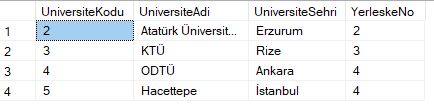 UniversiteKodu UniversiteAdi UniversiteSehri YerleskeNo
1 2 Atatürk Üniversit... Erzurum 2
2 3 KTÜ Rize 3
3 4 ODTÜ Ankara 4
4 5 Hacettepe İstanbul 4